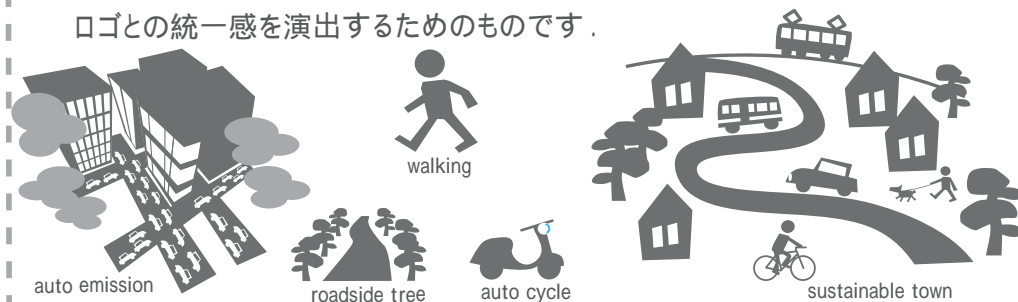 ロゴとの統一感を演出するためのものです．
walking
auto emission
roadside tree
auto cycle
sustainable town